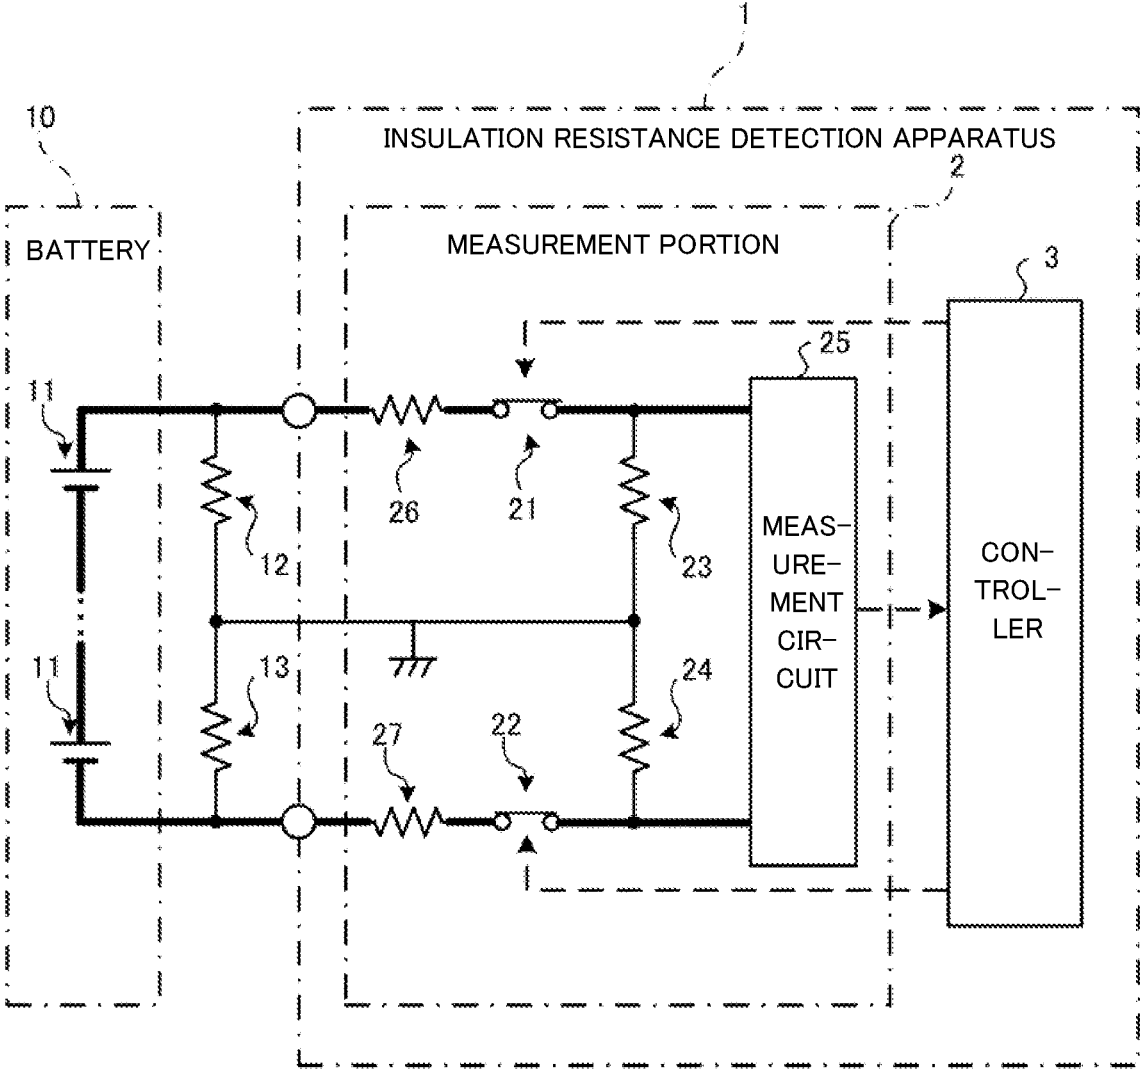 1
10
INSULATION RESISTANCE DETECTION APPARATUS
2
BATTERY
MEASUREMENT PORTION
3
25
11
26
21
12
23
MEAS-
UREMENT
MENT
CIR-
CUIT
CON-
TROL-
LER
11
13
24
27
22